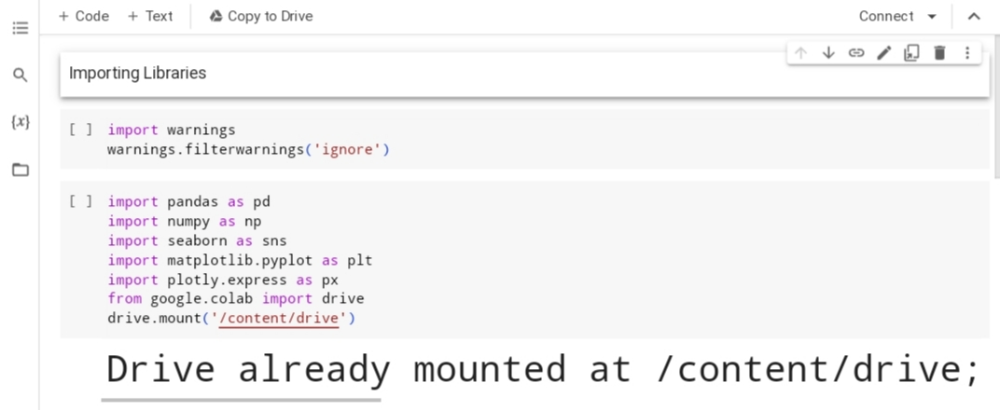 + Code + Text Copy to Drive Connect
Importing Libraries
[ ] import warnings
warnings.filterwarnings('ignore')
[ ] import pandas as pd
import numpy as np
import seaborn as sns
import matplotlib.pyplot as plt
import plotly.express as px
from google.colab import drive
drive.mount('/content/drive')
Drive already mounted at /content/drive;